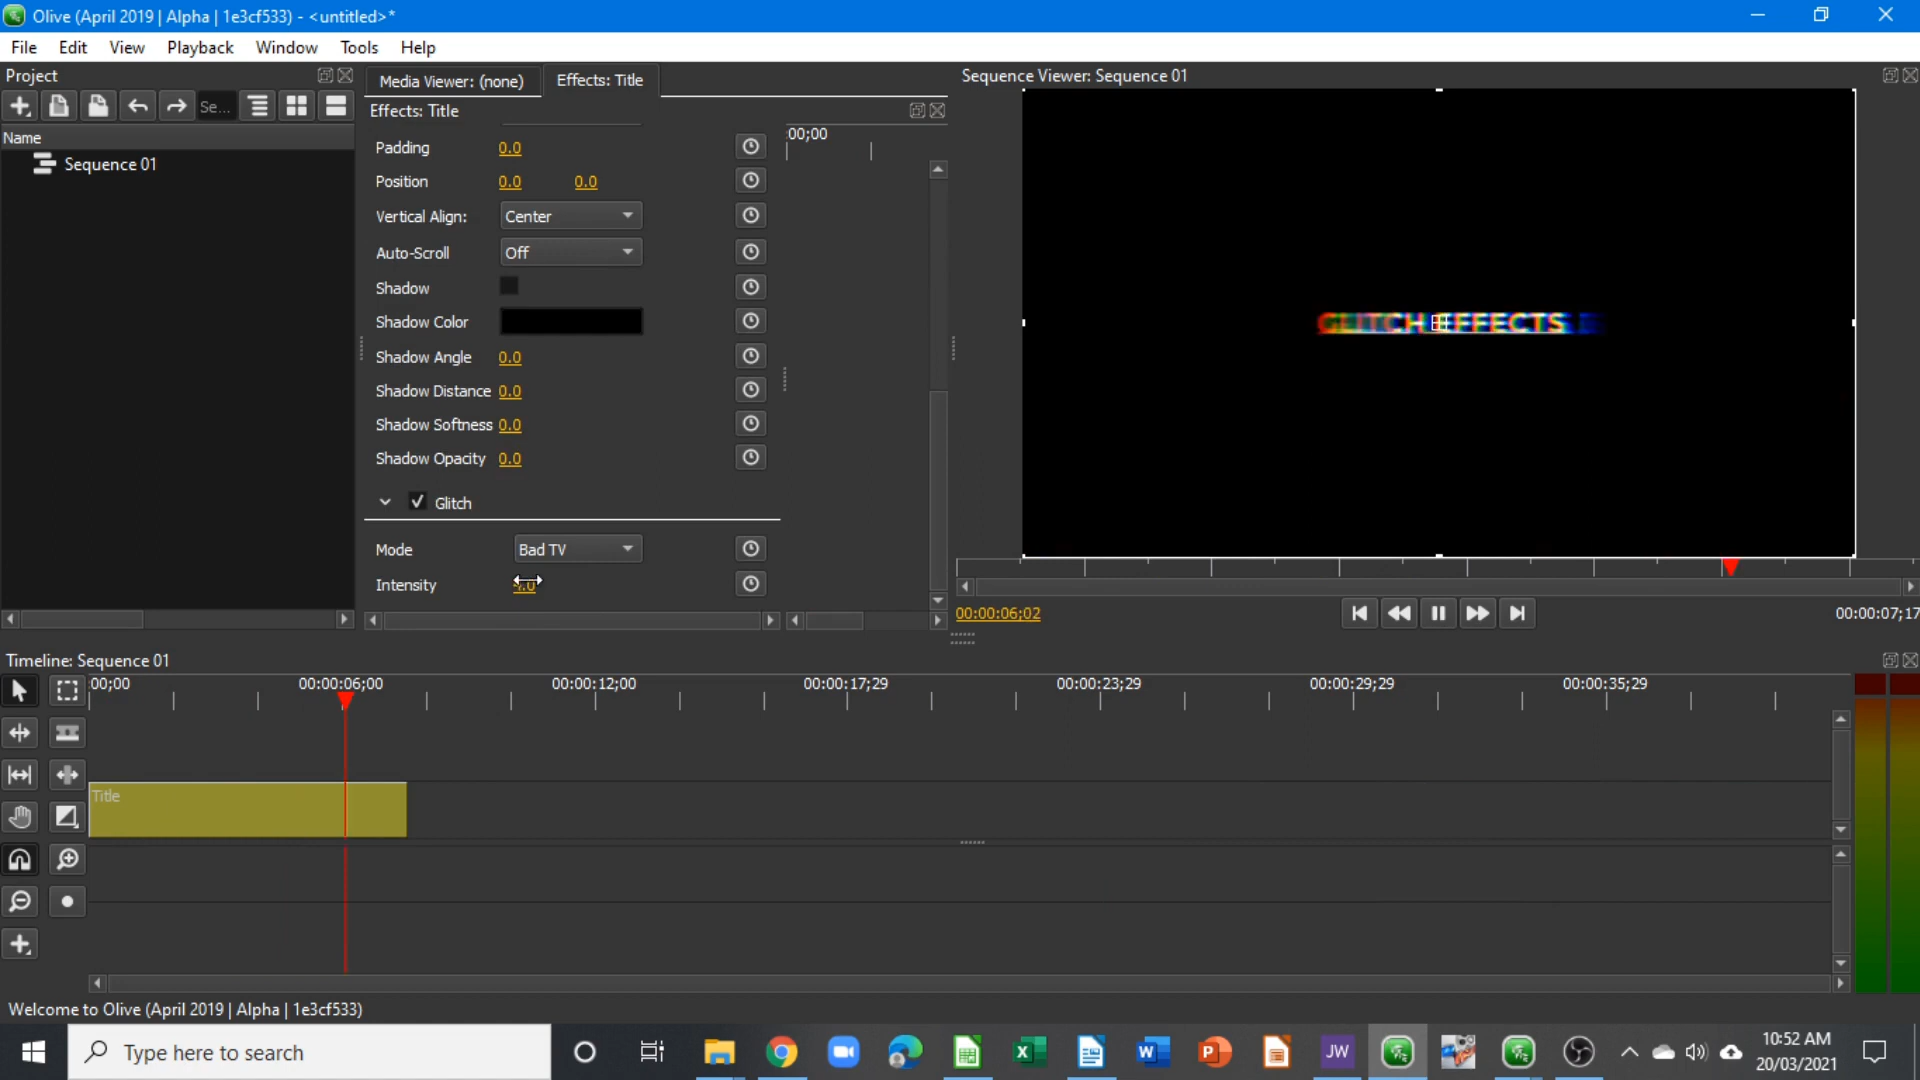 Olive (April 2019 | Alpha | 1e3cf533) - <untitled>*
File Edit View Playback Window Tools Help
Project
Se...
Name
Sequence 01
Media Viewer: (none)
Effects: Title
Effects: Title
:00;00
Padding 0.0
Position 0.0 0.0
Vertical Align: Center
Auto-Scroll Off
Shadow
Shadow Color
Shadow Angle 0.0
Shadow Distance 0.0
Shadow Softness 0.0
Shadow Opacity 0.0
Glitch
Mode Bad TV
Intensity
Sequence Viewer: Sequence 01
GLITCH EFFECTS
00:00:06;02
00:00:07;17
Timeline: Sequence 01
:00;00 00:00:06;00 00:00:12;00 00:00:17;29 00:00:23;29 00:00:29;29 00:00:35;29
Title
Welcome to Olive (April 2019 | Alpha | 1e3cf533)
Type here to search
X
W
P
JW
10:52 AM
20/03/2021